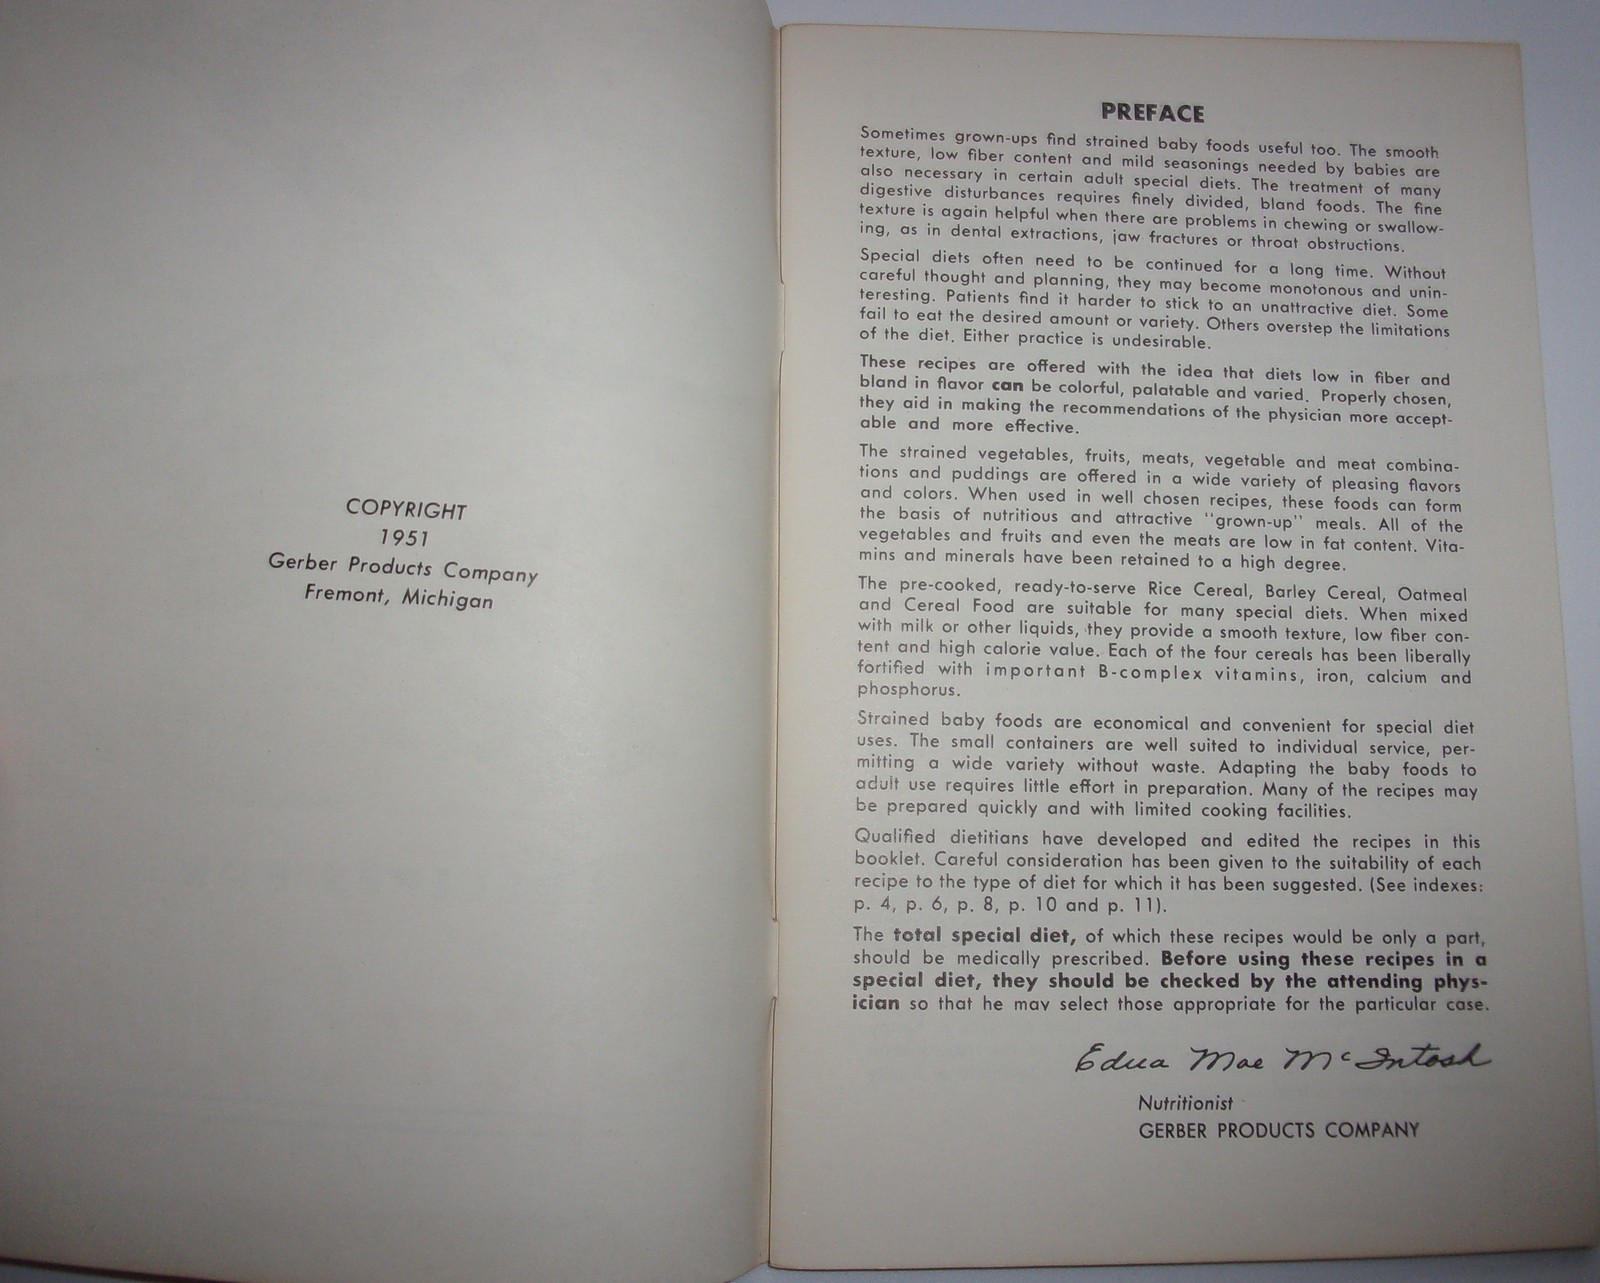 COPYRIGHT
1951
Gerber Products Company
Fremont, Michigan
PREFACE
Sometimes grown-ups find strained baby foods useful too. The smooth
texture, low fiber content and mild seasonings needed by babies are
also necessary in certain adult special diets. The treatment of many
digestive disturbances requires finely divided, bland foods. The fine
texture is again helpful when there are problems in chewing or swallow-
ing, as in dental extractions, jaw fractures or throat obstructions.
Special diets often need to be continued for a long time. Without
careful thought and planning, they may become monotonous and unin-
teresting. Patients find it harder to stick to an unattractive diet. Some
fail to eat the desired amount or variety. Others overstep the limitations
of the diet. Either practice is undesirable.
These recipes are offered with the idea that diets low in fiber and
bland in flavor can be colorful, palatable and varied. Properly chosen,
they aid in making the recommendations of the physician more accept-
able and more effective.
The strained vegetables, fruits, meats, vegetable and meat combina-
tions and puddings are offered in a wide variety of pleasing flavors
and colors. When used in well chosen recipes, these foods can form
the basis of nutritious and attractive "grown-up" meals. All of the
vegetables and fruits and even the meats are low in fat content. Vita-
mins and minerals have been retained to a high degree.
The pre-cooked, ready-to-serve Rice Cereal, Barley Cereal, Oatmeal
and Cereal Food are suitable for many special diets. When mixed
with milk or other liquids, they provide a smooth texture, low fiber con-
tent and high calorie value. Each of the four cereals has been liberally
fortified with important B-complex vitamins, iron, calcium and
phosphorus.
Strained baby foods are economical and convenient for special diet
uses. The small containers are well suited to individual service, per-
mitting a wide variety without waste. Adapting the baby foods to
adult use requires little effort in preparation. Many of the recipes may
be prepared quickly and with limited cooking facilities.
Qualified dietitians have developed and edited the recipes in this
booklet. Careful consideration has been given to the suitability of each
recipe to the type of diet for which it has been suggested. (See indexes:
p. 4, p. 6, p. 8, p. 10 and p. 11).
The total special diet, of which these recipes would be only a part,
should be medically prescribed. Before using these recipes in a
special diet, they should be checked by the attending phys-
ician so that he may select those appropriate for the particular case.
Edna Mae McIntosh
Nutritionist
GERBER PRODUCTS COMPANY